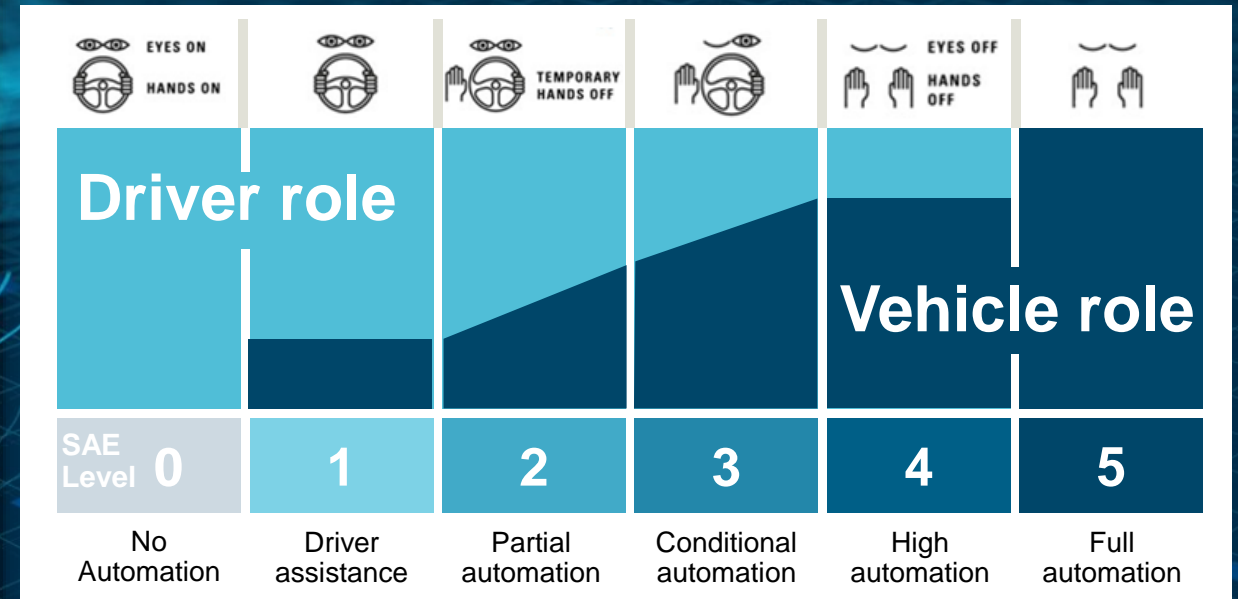 EYES ON
HANDS ON
TEMPORARY
HANDS OFF
EYES OFF
HANDS
OFF
Driver role
Vehicle role
SAE
Level 0
1
2
3
4
5
No
Automation
Driver
assistance
Partial
automation
Conditional
automation
High
automation
Full
automation